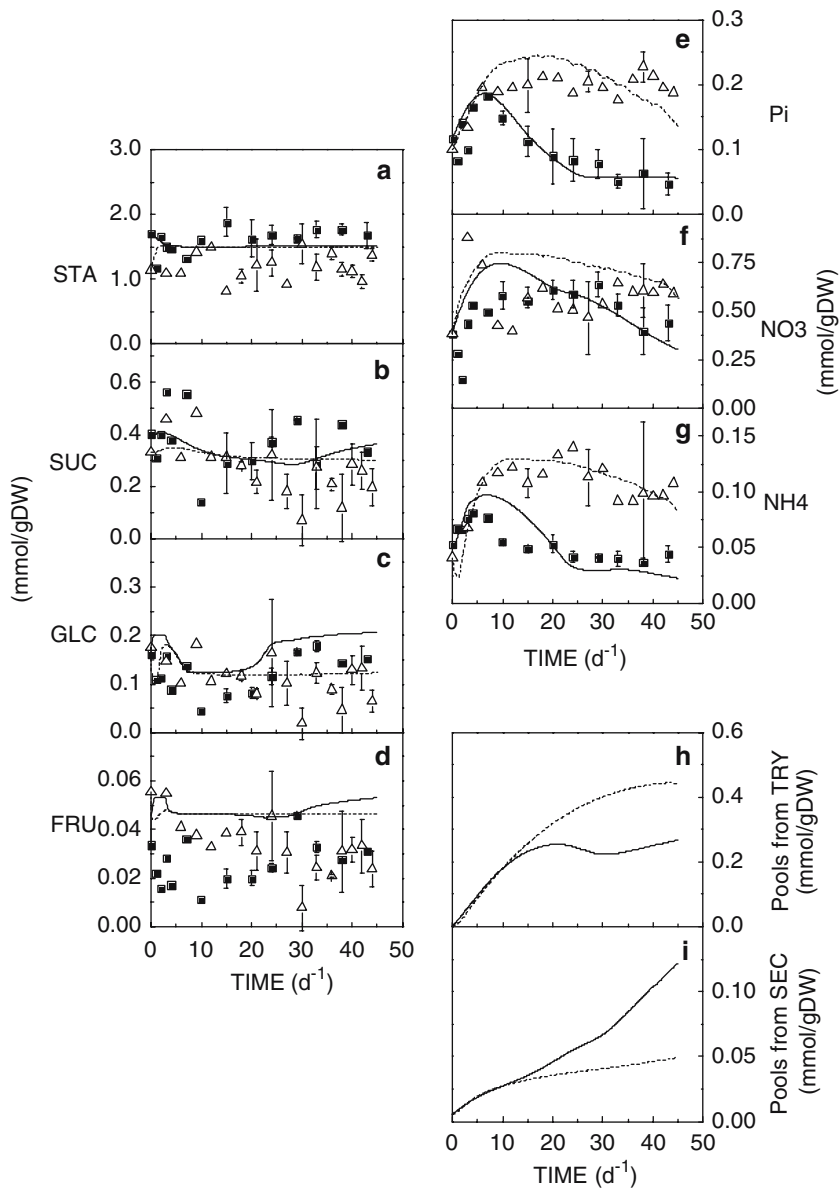 a
3.0
2.0
1.0
0.0
STA
b
0.6
0.4
0.2
0.0
SUC
c
0.3
0.2
0.1
0.0
GLC
d
0.06
0.04
0.02
0.00
FRU
0 10 20 30 40 50
TIME (d-1)
(mmol/gDW)
e
0.3
0.2
0.1
0.0
Pi
f
0.75
0.50
0.25
0.00
NO3
g
0.15
0.10
0.05
0.00
NH4
0 10 20 30 40 50
TIME (d-1)
(mmol/gDW)
h
0.6
0.4
0.2
0.0
Pools from TRY
(mmol/gDW)
i
0.10
0.05
0.00
Pools from SEC
(mmol/gDW)
0 10 20 30 40 50
TIME (d-1)